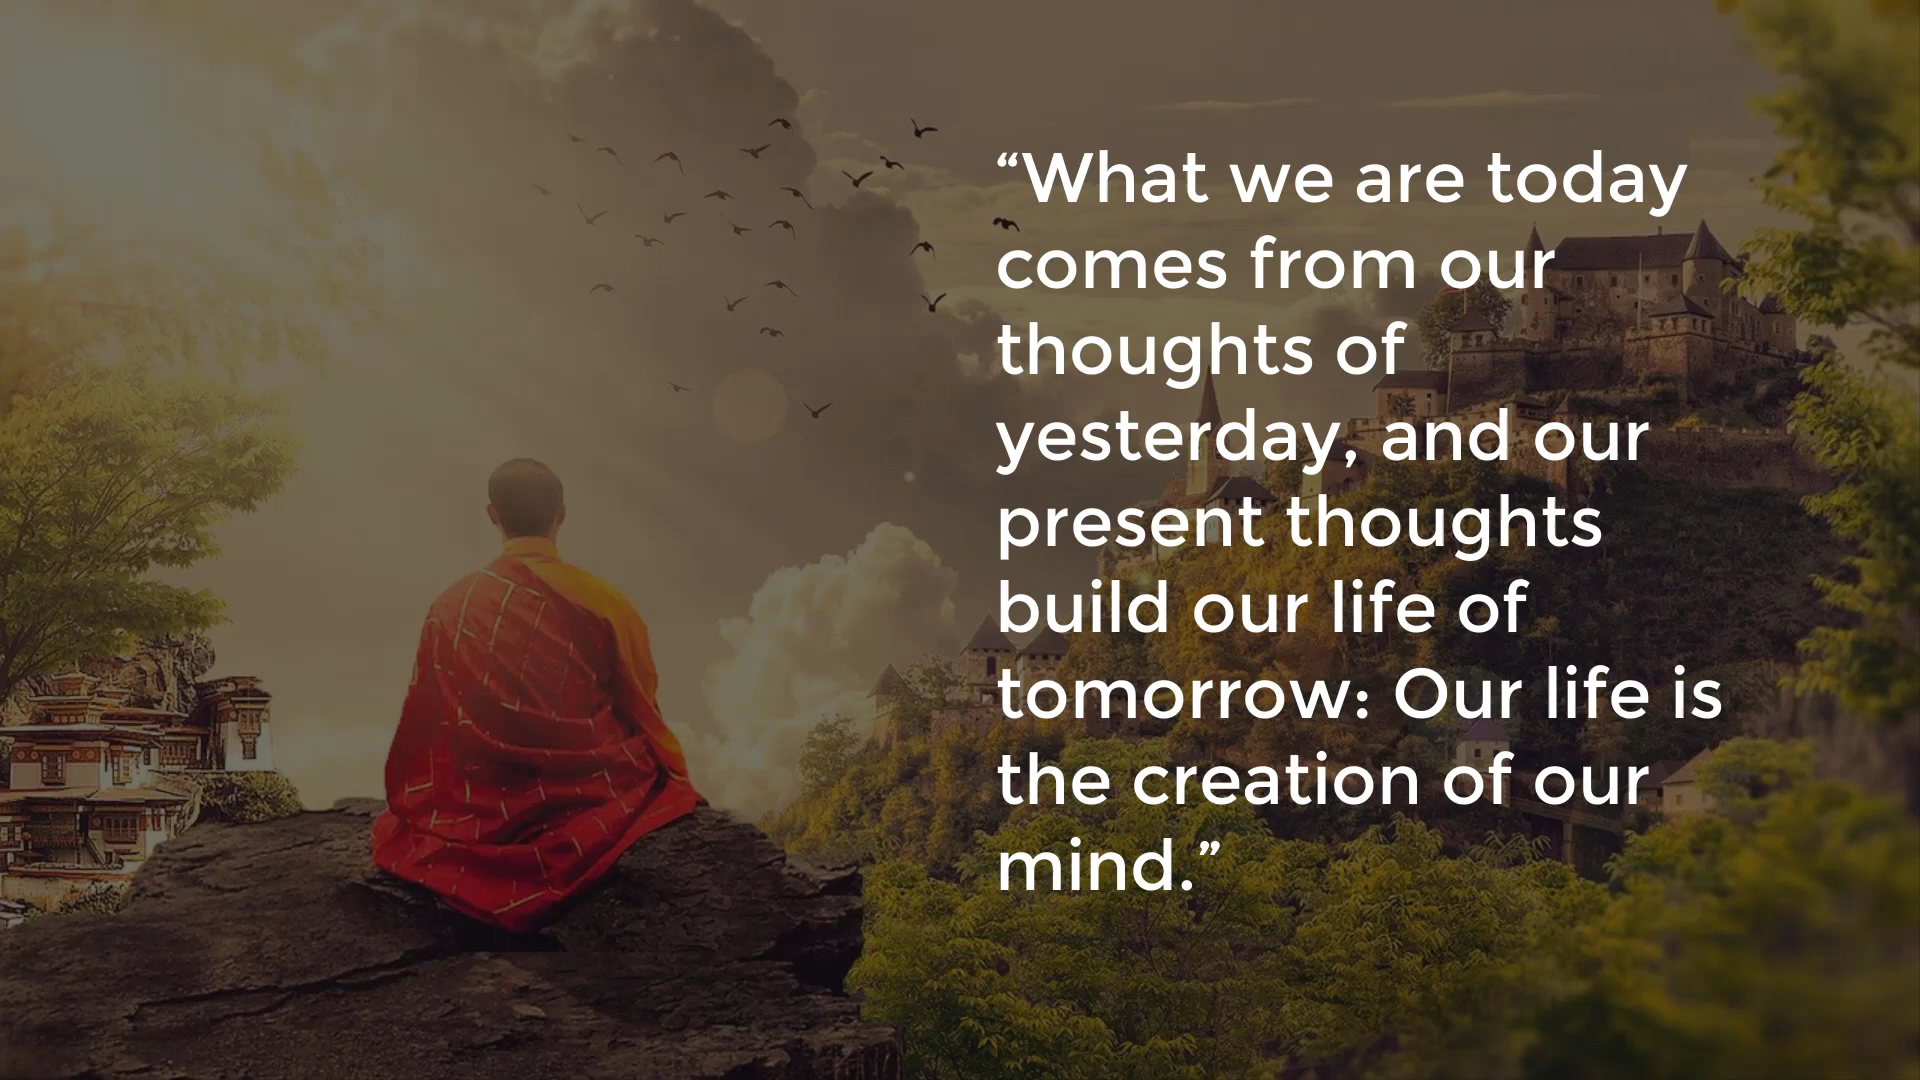 “What we are today
comes from our
thoughts of
yesterday, and our
present thoughts
build our life of
tomorrow: Our life is
the creation of our
mind.”